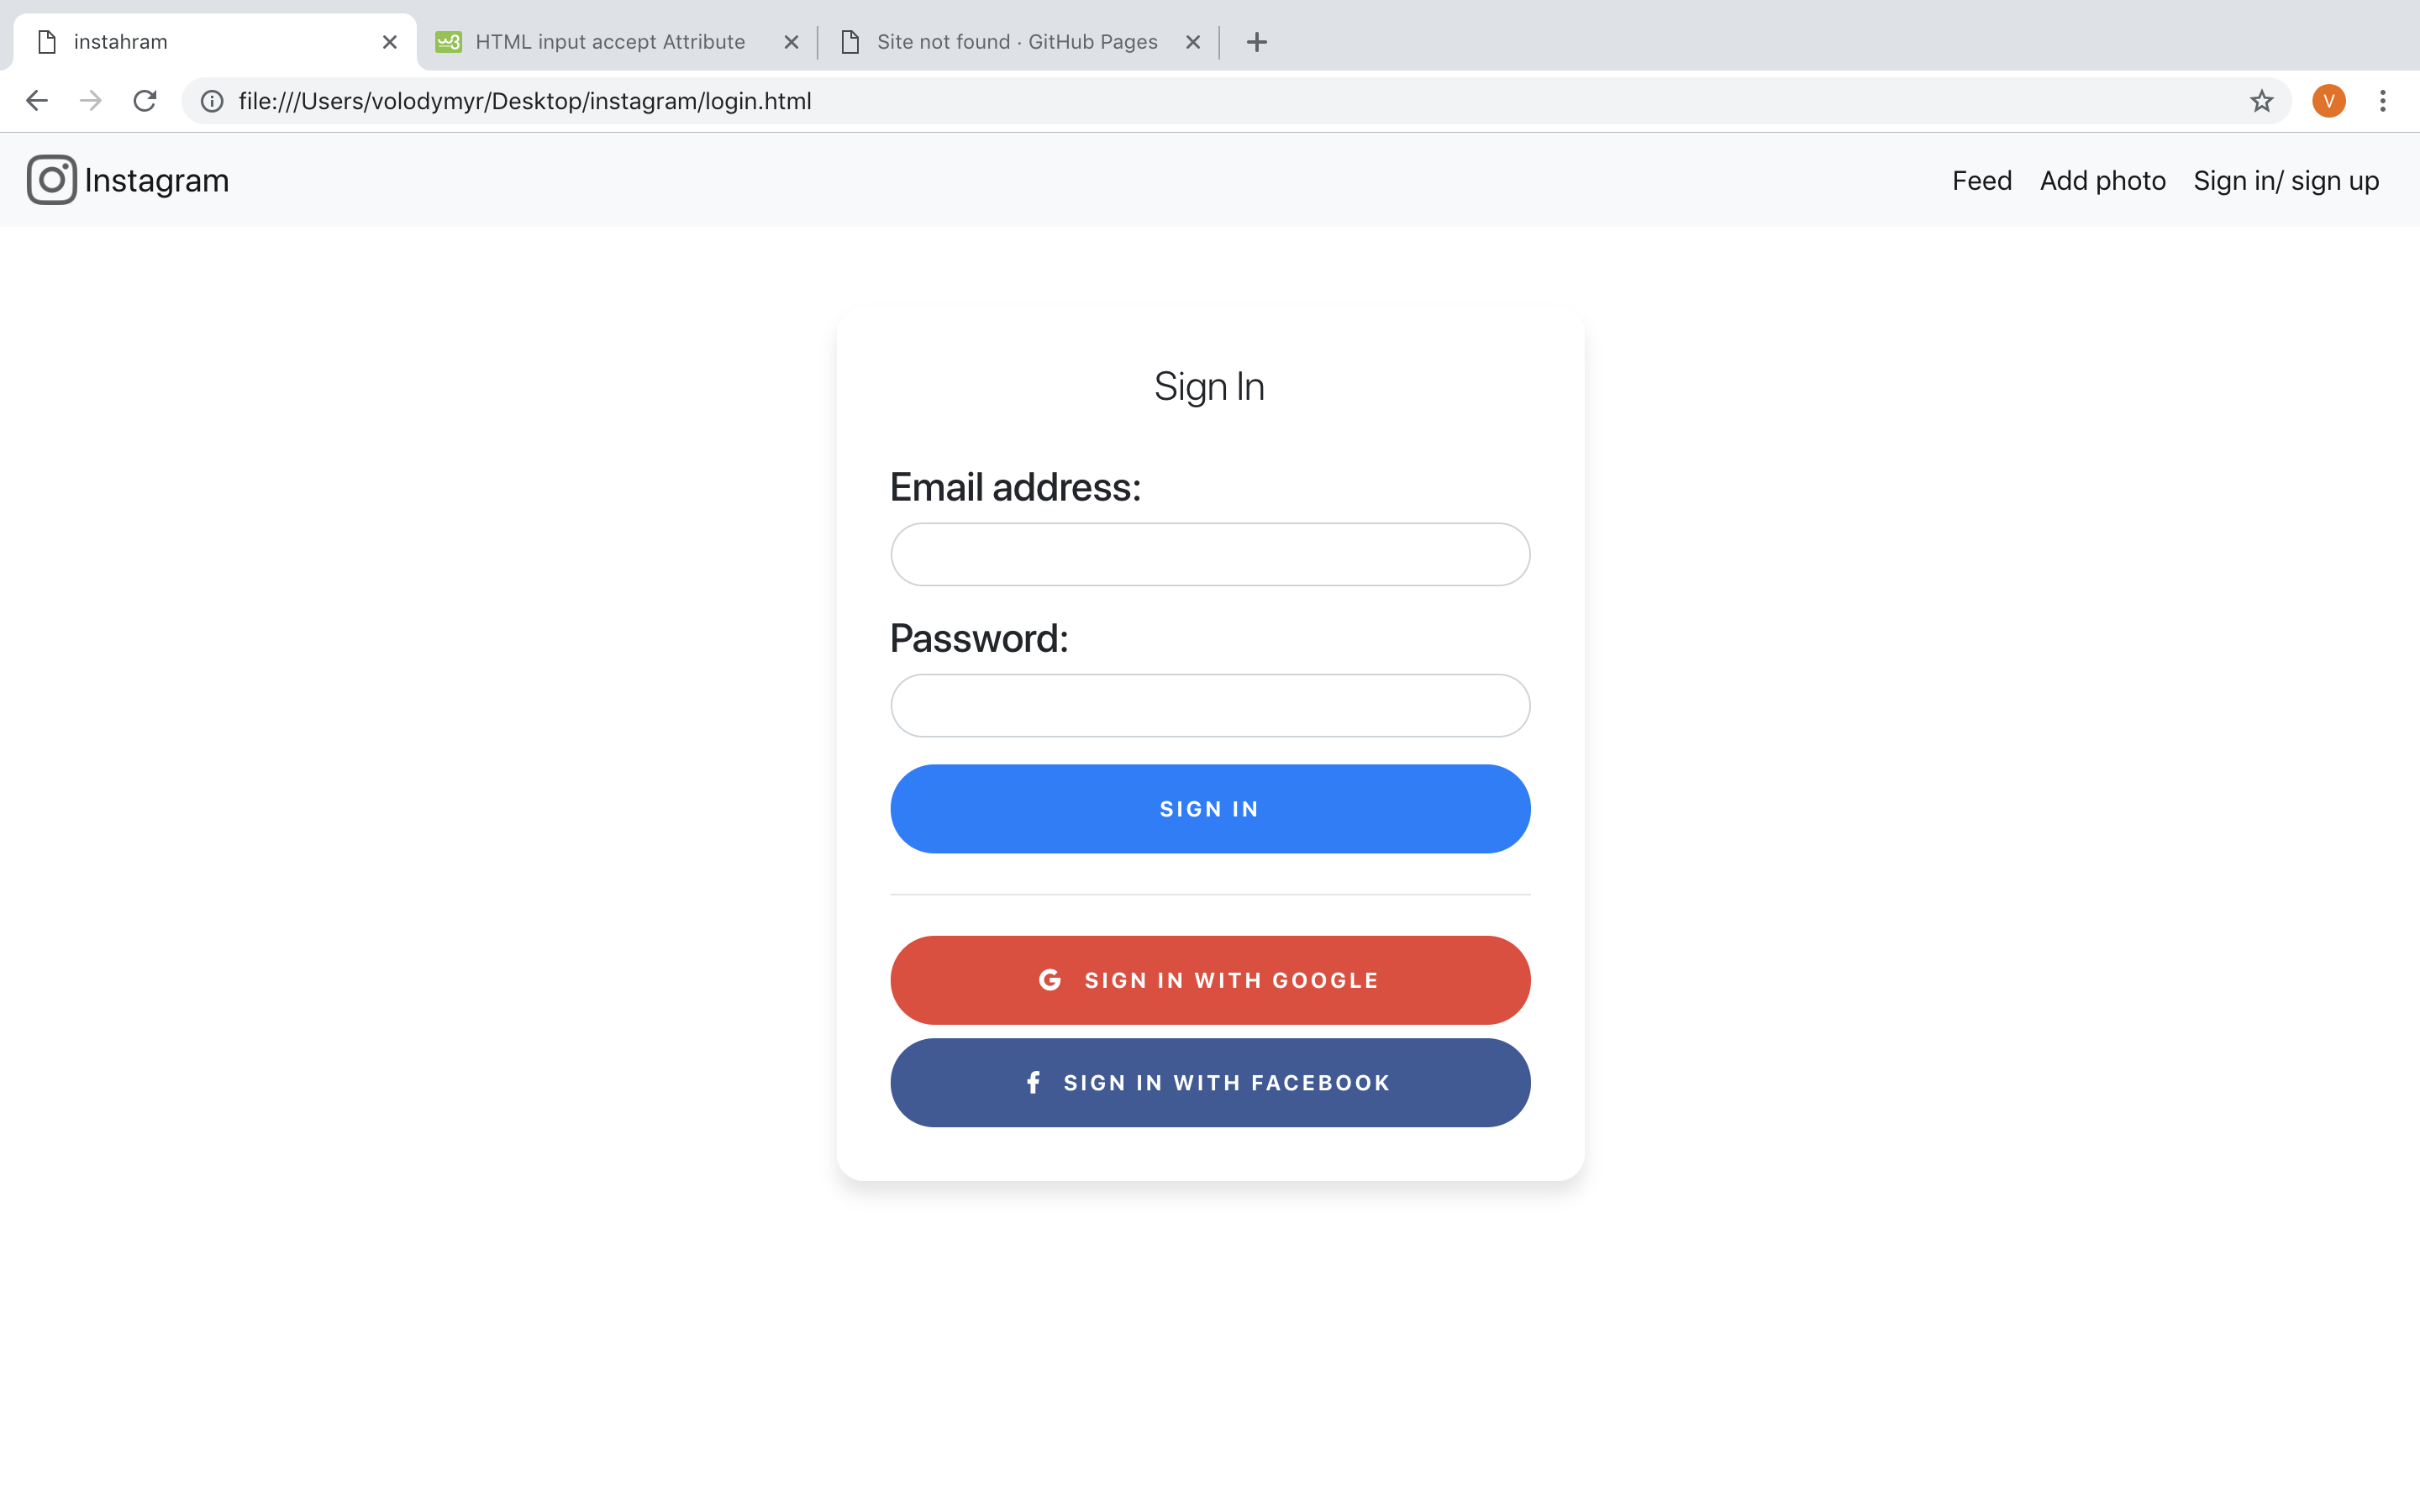 instahram
HTML input accept Attribute
Site not found · GitHub Pages
file:///Users/volodymyr/Desktop/instagram/login.html
V
Instagram
Feed Add photo Sign in/ sign up
Sign In
Email address:
Password:
SIGN IN
G SIGN IN WITH GOOGLE
f SIGN IN WITH FACEBOOK